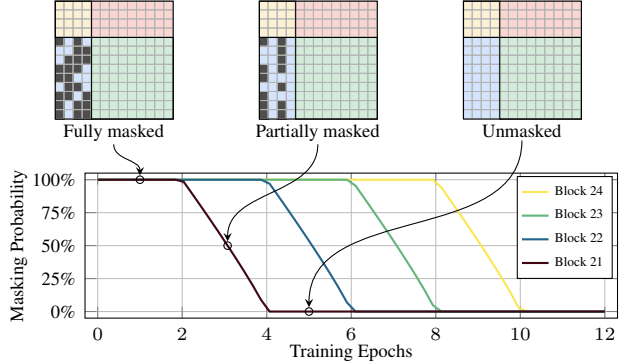 Fully masked Partially masked Unmasked
Masking Probability
100%
75%
50%
25%
0%
Block 24
Block 23
Block 22
Block 21
0 2 4 6 8 10 12
Training Epochs